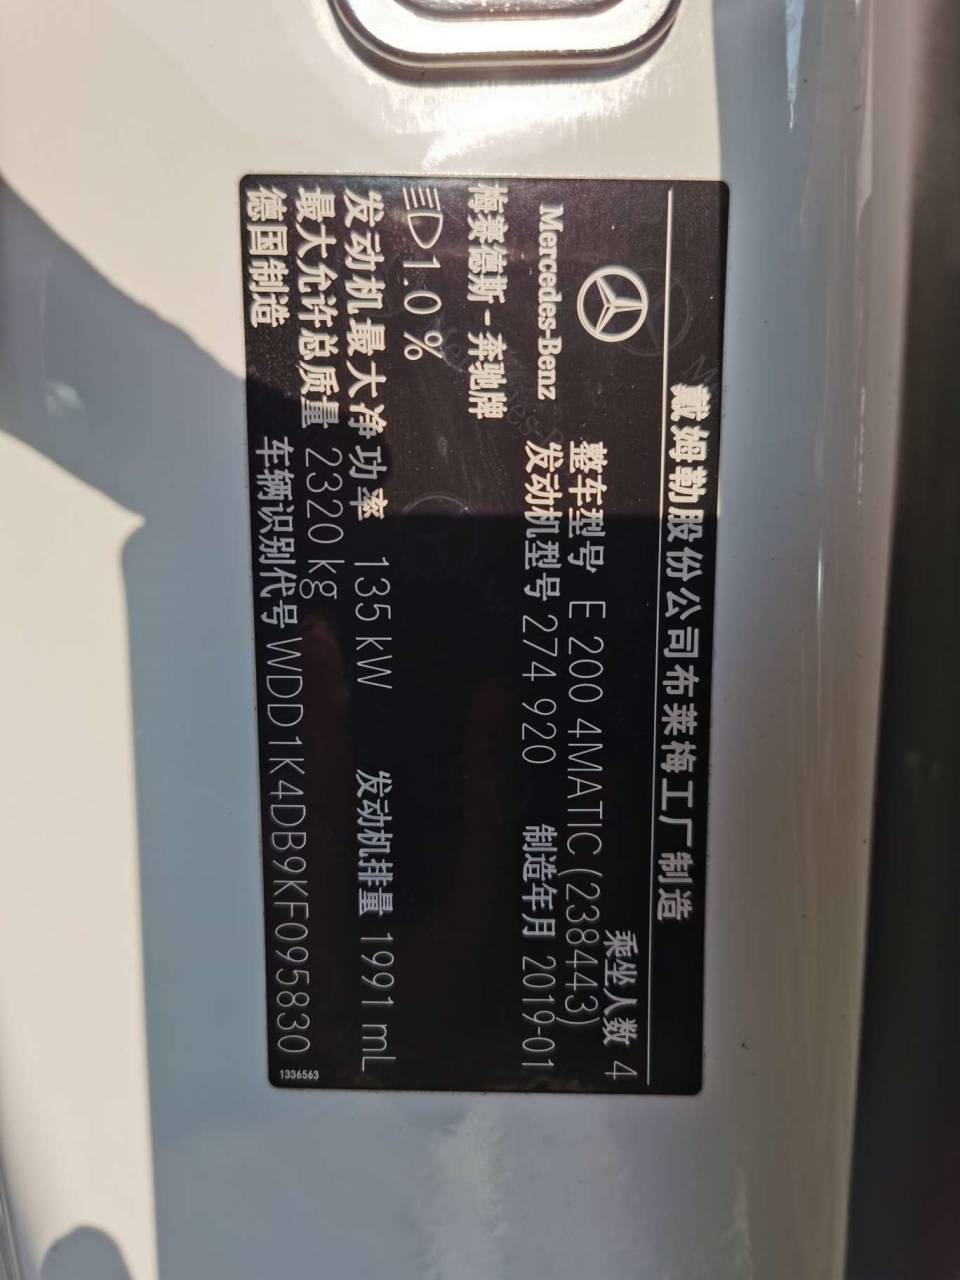 戴姆勒股份公司布莱梅工厂制造
乘坐人数 4
整车型号 E 200 4MATIC (238443)
Mercedes-Benz 发动机型号 274 920 制造年月 2019-01
梅赛德斯-奔驰牌
1.0 %
发动机最大净功率 135 kW 发动机排量 1991 mL
最大允许总质量 2320 kg
德国制造 车辆识别代号 WDD1K4DB9KF095830
1336563